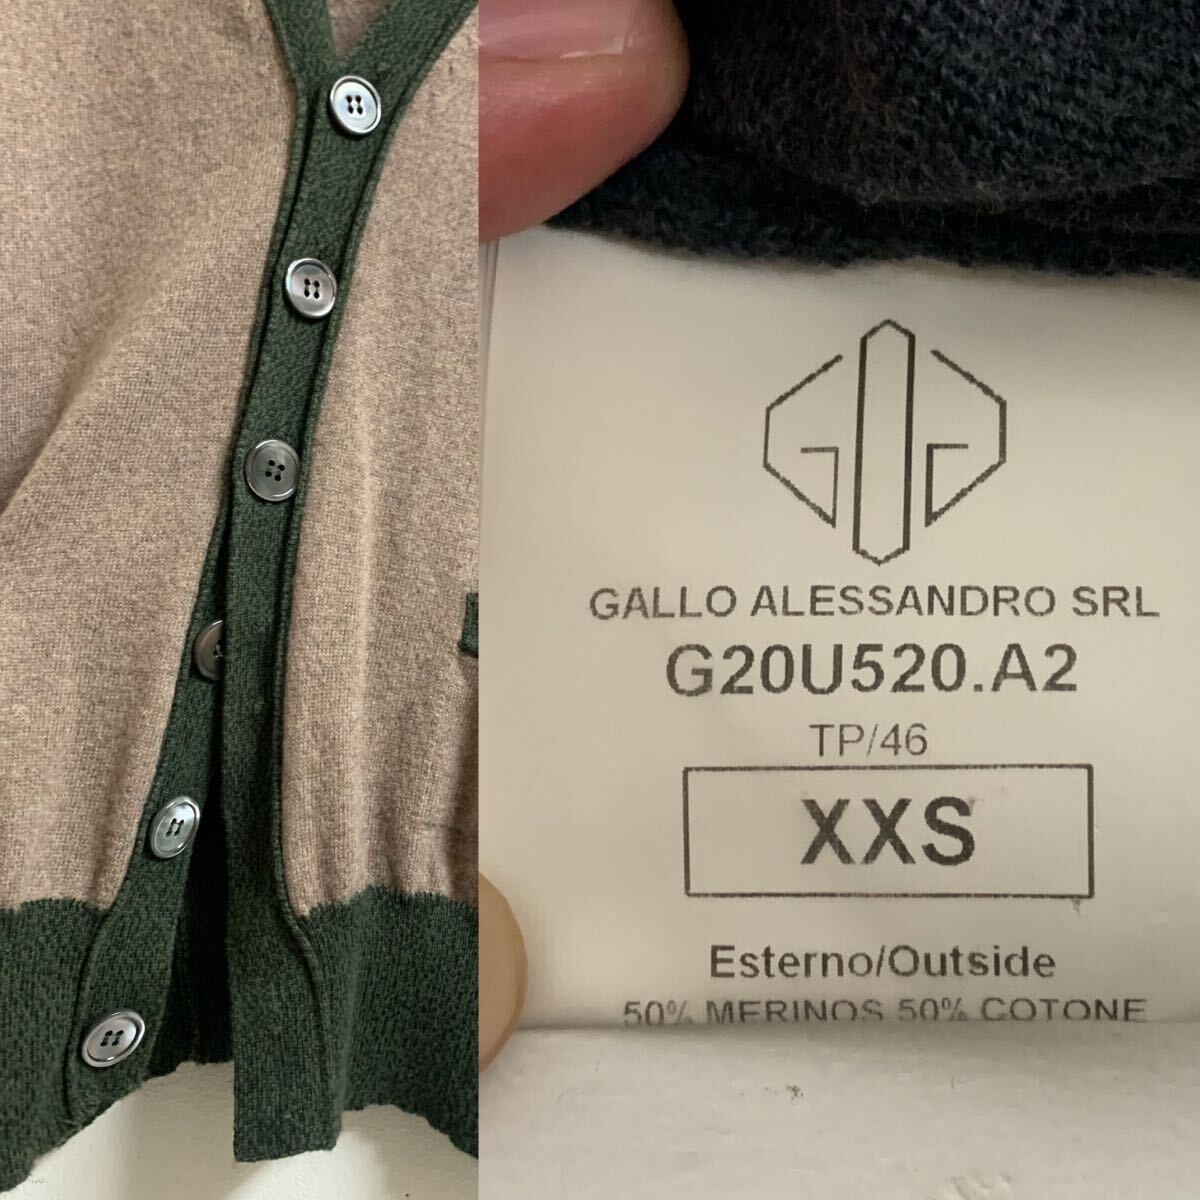 GALLO ALESSANDRO SRL
G20U520.A2
TP/46
XXS
Esterno/Outside
50% MERINOS 50% COTONE